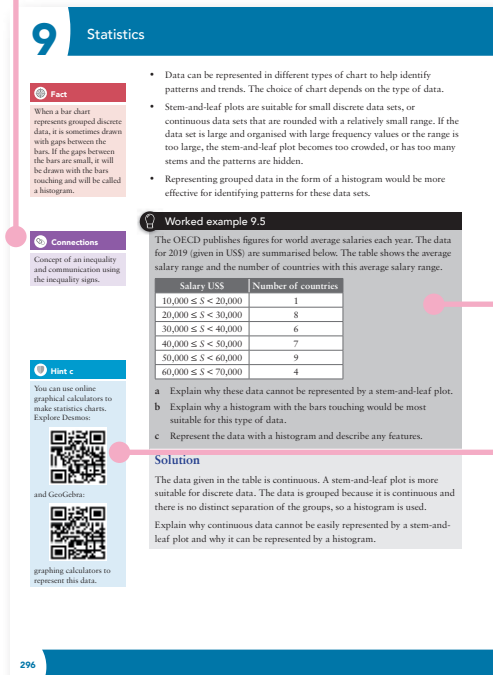 9
Statistics
• Data can be represented in different types of chart to help identify
patterns and trends. The choice of chart depends on the type of data.
• Stem-and-leaf plots are suitable for small discrete data sets, or
continuous data sets that are rounded with a relatively small range. If the
data set is large and organised with large frequency values or the range is
too large, the stem-and-leaf plot becomes too crowded, or has too many
stems and the patterns are hidden.
• Representing grouped data in the form of a histogram would be more
effective for identifying patterns for these data sets.
Fact
When a bar chart
represents grouped discrete
data, it is sometimes drawn
with gaps between the
bars. If the gaps between
the bars are small, it will
be drawn with the bars
touching and will be called
a histogram.
Connections
Concept of an inequality
and communication using
the inequality signs.
Worked example 9.5
The OECD publishes figures for world average salaries each year. The data
for 2019 (given in US$) are summarised below. The table shows the average
salary range and the number of countries with this average salary range.
Salary US$ Number of countries
10,000 ≤ S < 20,000 1
20,000 ≤ S < 30,000 8
30,000 ≤ S < 40,000 6
40,000 ≤ S < 50,000 7
50,000 ≤ S < 60,000 9
60,000 ≤ S < 70,000 4
a Explain why these data cannot be represented by a stem-and-leaf plot.
b Explain why a histogram with the bars touching would be most
suitable for this type of data.
c Represent the data with a histogram and describe any features.
Hint c
You can use online
graphical calculators to
make statistics charts.
Explore Desmos:
and GeoGebra:
graphing calculators to
represent this data.
Solution
The data given in the table is continuous. A stem-and-leaf plot is more
suitable for discrete data. The data is grouped because it is continuous and
there is no distinct separation of the groups, so a histogram is used.
Explain why continuous data cannot be easily represented by a stem-and-
leaf plot and why it can be represented by a histogram.
296